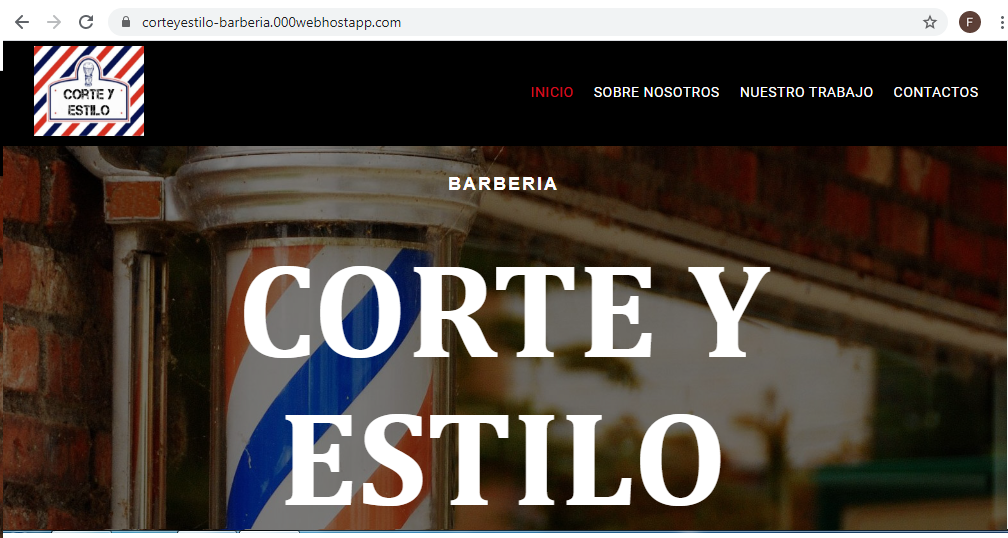 corteyestilo-barberia.000webhostapp.com
F
CORTE Y
ESTILO
INICIO SOBRE NOSOTROS NUESTRO TRABAJO CONTACTOS
BARBERIA
CORTE Y
ESTILO